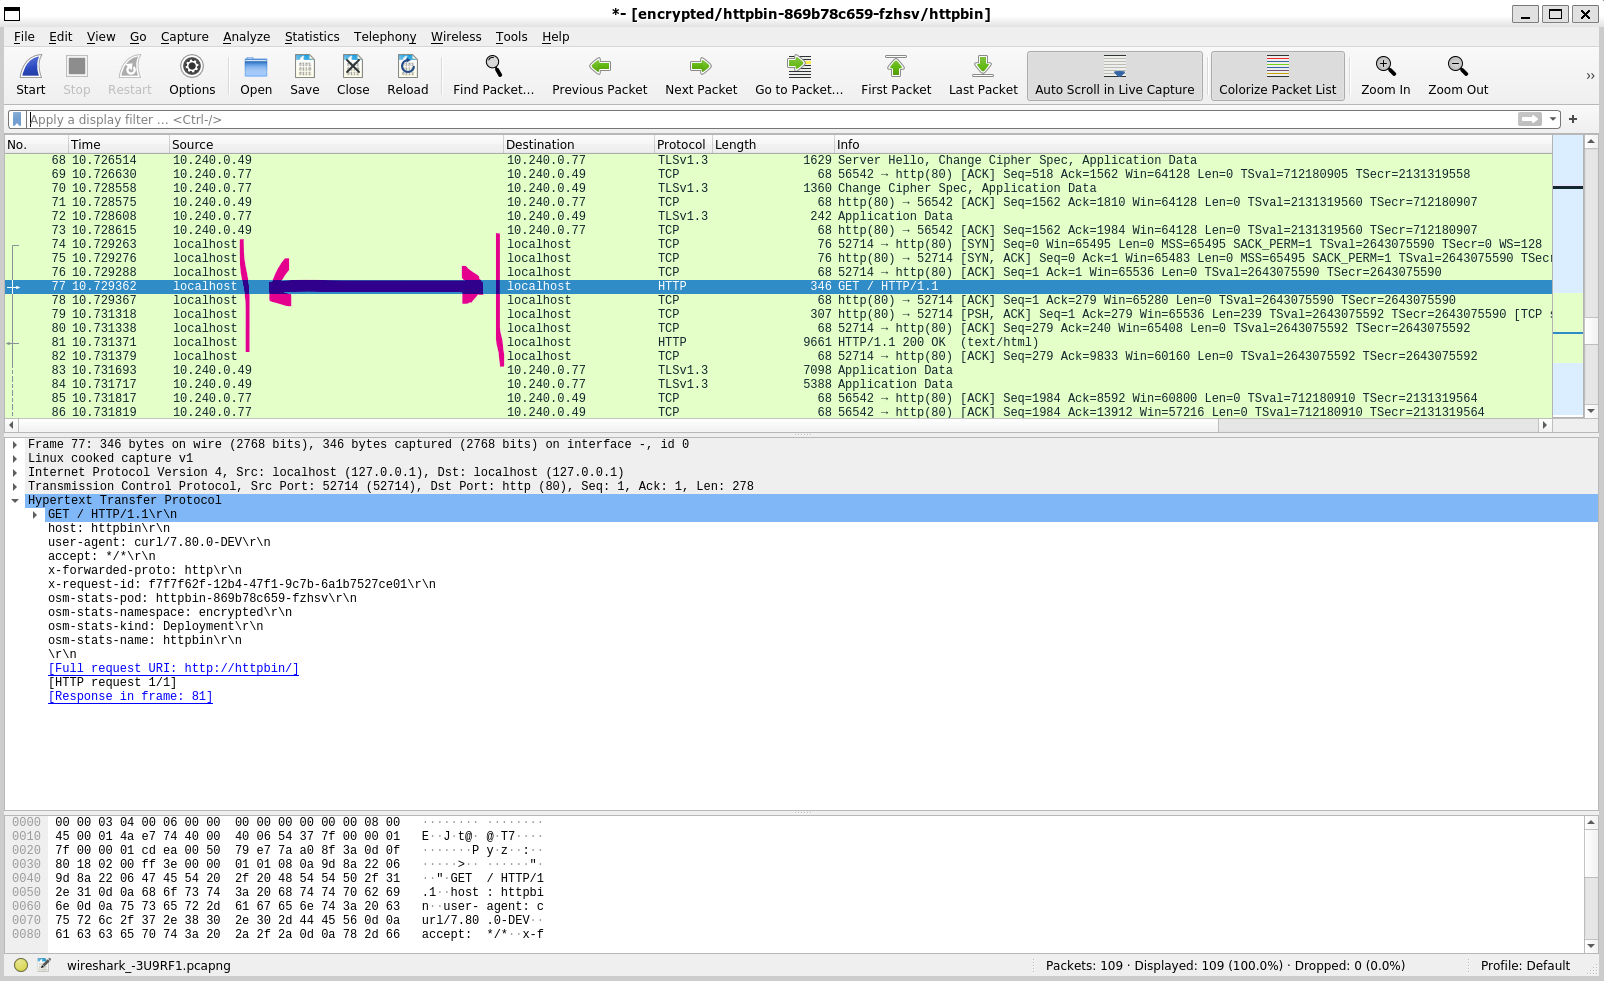 *- [encrypted/httpbin-869b78c659-fzhsv/httpbin]
File Edit View Go Capture Analyze Statistics Telephony Wireless Tools Help
Start Stop Restart Options Open Save Close Reload Find Packet... Previous Packet Next Packet Go to Packet... First Packet Last Packet Auto Scroll in Live Capture Colorize Packet List Zoom In Zoom Out
Apply a display filter ... <Ctrl-/>
No. Time Source Destination Protocol Length Info
68 10.726514 10.240.0.49 10.240.0.77 TLSv1.3 1629 Server Hello, Change Cipher Spec, Application Data
69 10.726630 10.240.0.77 10.240.0.49 TCP 68 56542 → http(80) [ACK] Seq=518 Ack=1562 Win=64128 Len=0 TSval=712180905 TSecr=2131319558
70 10.728558 10.240.0.77 10.240.0.49 TLSv1.3 1360 Change Cipher Spec, Application Data
71 10.728575 10.240.0.49 10.240.0.77 TCP 68 http(80) → 56542 [ACK] Seq=1562 Ack=1810 Win=64128 Len=0 TSval=2131319560 TSecr=712180907
72 10.728608 10.240.0.77 10.240.0.49 TLSv1.3 242 Application Data
73 10.728615 10.240.0.49 10.240.0.77 TCP 68 http(80) → 56542 [ACK] Seq=1562 Ack=1984 Win=64128 Len=0 TSval=2131319560 TSecr=712180907
74 10.729263 localhost localhost TCP 76 52714 → http(80) [SYN] Seq=0 Win=65495 Len=0 MSS=65495 SACK_PERM=1 TSval=2643075590 TSecr=0 WS=128
75 10.729276 localhost localhost TCP 76 http(80) → 52714 [SYN, ACK] Seq=0 Ack=1 Win=65483 Len=0 MSS=65495 SACK_PERM=1 TSval=2643075590 TSecr
76 10.729288 localhost localhost TCP 68 52714 → http(80) [ACK] Seq=1 Ack=1 Win=65536 Len=0 TSval=2643075590 TSecr=2643075590
77 10.729362 localhost localhost HTTP 346 GET / HTTP/1.1
78 10.729367 localhost localhost TCP 68 http(80) → 52714 [ACK] Seq=1 Ack=279 Win=65280 Len=0 TSval=2643075590 TSecr=2643075590
79 10.731318 localhost localhost TCP 307 http(80) → 52714 [PSH, ACK] Seq=1 Ack=279 Win=65536 Len=239 TSval=2643075592 TSecr=2643075590 [TCP
80 10.731338 localhost localhost TCP 68 52714 → http(80) [ACK] Seq=279 Ack=240 Win=65408 Len=0 TSval=2643075592 TSecr=2643075592
81 10.731371 localhost localhost HTTP 9661 HTTP/1.1 200 OK (text/html)
82 10.731379 localhost localhost TCP 68 52714 → http(80) [ACK] Seq=279 Ack=9833 Win=60160 Len=0 TSval=2643075592 TSecr=2643075592
83 10.731693 10.240.0.49 10.240.0.77 TLSv1.3 7098 Application Data
84 10.731717 10.240.0.49 10.240.0.77 TLSv1.3 5388 Application Data
85 10.731817 10.240.0.77 10.240.0.49 TCP 68 56542 → http(80) [ACK] Seq=1984 Ack=8592 Win=60800 Len=0 TSval=712180910 TSecr=2131319564
86 10.731819 10.240.0.77 10.240.0.49 TCP 68 56542 → http(80) [ACK] Seq=1984 Ack=13912 Win=57216 Len=0 TSval=712180910 TSecr=2131319564
Frame 77: 346 bytes on wire (2768 bits), 346 bytes captured (2768 bits) on interface -, id 0
Linux cooked capture v1
Internet Protocol Version 4, Src: localhost (127.0.0.1), Dst: localhost (127.0.0.1)
Transmission Control Protocol, Src Port: 52714 (52714), Dst Port: http (80), Seq: 1, Ack: 1, Len: 278
Hypertext Transfer Protocol
GET / HTTP/1.1\r\n
host: httpbin\r\n
user-agent: curl/7.80.0-DEV\r\n
accept: */*\r\n
x-forwarded-proto: http\r\n
x-request-id: f7f7f62f-12b4-47f1-9c7b-6a1b7527ce01\r\n
osm-stats-pod: httpbin-869b78c659-fzhsv\r\n
osm-stats-namespace: encrypted\r\n
osm-stats-kind: Deployment\r\n
osm-stats-name: httpbin\r\n
\r\n
[Full request URI: http://httpbin/]
[HTTP request 1/1]
[Response in frame: 81]
0000 00 00 03 04 00 06 00 00 00 00 00 00 00 00 08 00 ········ ········
0010 45 00 01 4a e7 74 40 00 40 06 54 37 7f 00 00 01 E··J·t@· @·T7····
0020 7f 00 00 01 cd ea 00 50 79 e7 7a a0 8f 3a 0d 0f ·······P y·z··:··
0030 80 18 02 00 ff 3e 00 00 01 01 08 0a 9d 8a 22 06 ·····>·· ······"·
0040 9d 8a 22 06 47 45 54 20 2f 20 48 54 54 50 2f 31 ··"·GET / HTTP/1
0050 2e 31 0d 0a 68 6f 73 74 3a 20 68 74 74 70 62 69 .1··host : httpbi
0060 6e 0d 0a 75 73 65 72 2d 61 67 65 6e 74 3a 20 63 n··user- agent: c
0070 75 72 6c 2f 37 2e 38 30 2e 30 2d 44 45 56 0d 0a url/7.80 .0-DEV··
0080 61 63 63 65 70 74 3a 20 2a 2f 2a 0d 0a 78 2d 66 accept: */*··x-f
wireshark_-3U9RF1.pcapng Packets: 109 · Displayed: 109 (100.0%) · Dropped: 0 (0.0%) Profile: Default